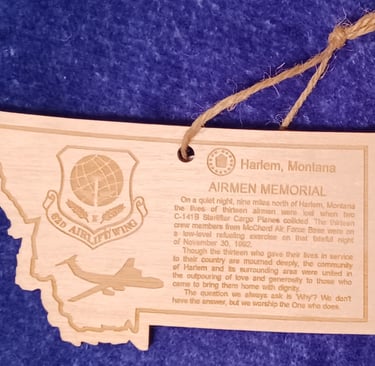 Harlem, Montana
AIRMEN MEMORIAL
On a quiet night, nine miles north of Harlem, Montana
the lives of thirteen airmen were lost when two
C-141B Starlifter Cargo Planes collided. The thirteen
crew members from McChord Air Force Base were on
a low-level refueling exercise on that fateful night
of November 30, 1992.
Though the thirteen who gave their lives in service
to their country are mourned deeply, the community
of Harlem and its surrounding area were united in
the outpouring of love and generosity to those who
came to bring them home with dignity.
The question we always ask is 'Why'? We don't
have the answer, but we worship the One who does.
62D AIRLIFT WING